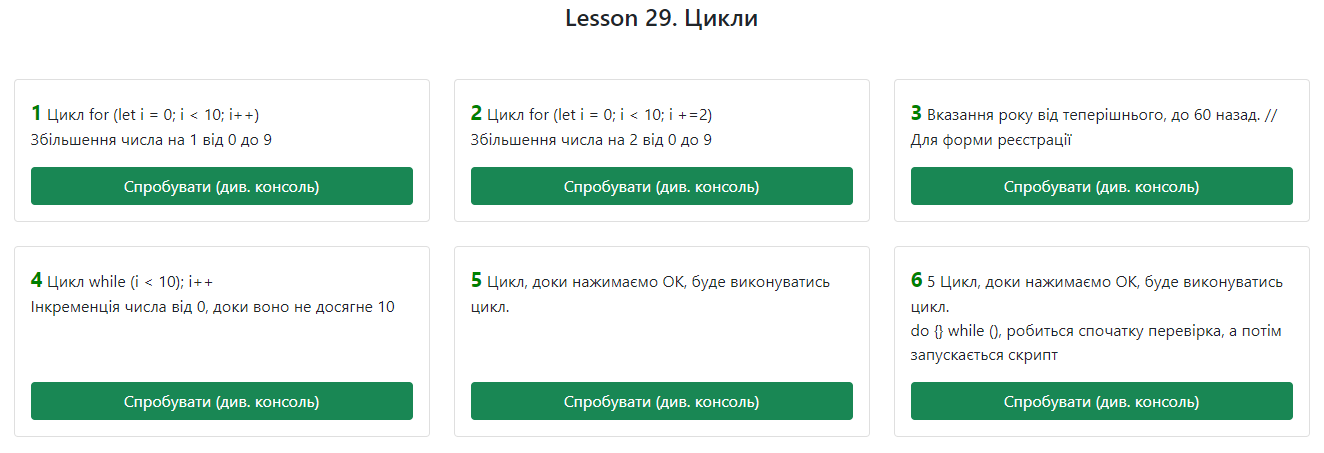 Lesson 29. Цикли
1 Цикл for (let i = 0; i < 10; i++)
Збільшення числа на 1 від 0 до 9
Спробувати (див. консоль)
2 Цикл for (let i = 0; i < 10; i +=2)
Збільшення числа на 2 від 0 до 9
Спробувати (див. консоль)
3 Вказання року від теперішнього, до 60 назад. //
Для форми реєстрації
Спробувати (див. консоль)
4 Цикл while (i < 10); i++
Інкременція числа від 0, доки воно не досягне 10
Спробувати (див. консоль)
5 Цикл, доки нажимаємо ОК, буде виконуватись
цикл.
Спробувати (див. консоль)
6 5 Цикл, доки нажимаємо ОК, буде виконуватись
цикл.
do {} while (), робиться спочатку перевірка, а потім
запускається скрипт
Спробувати (див. консоль)